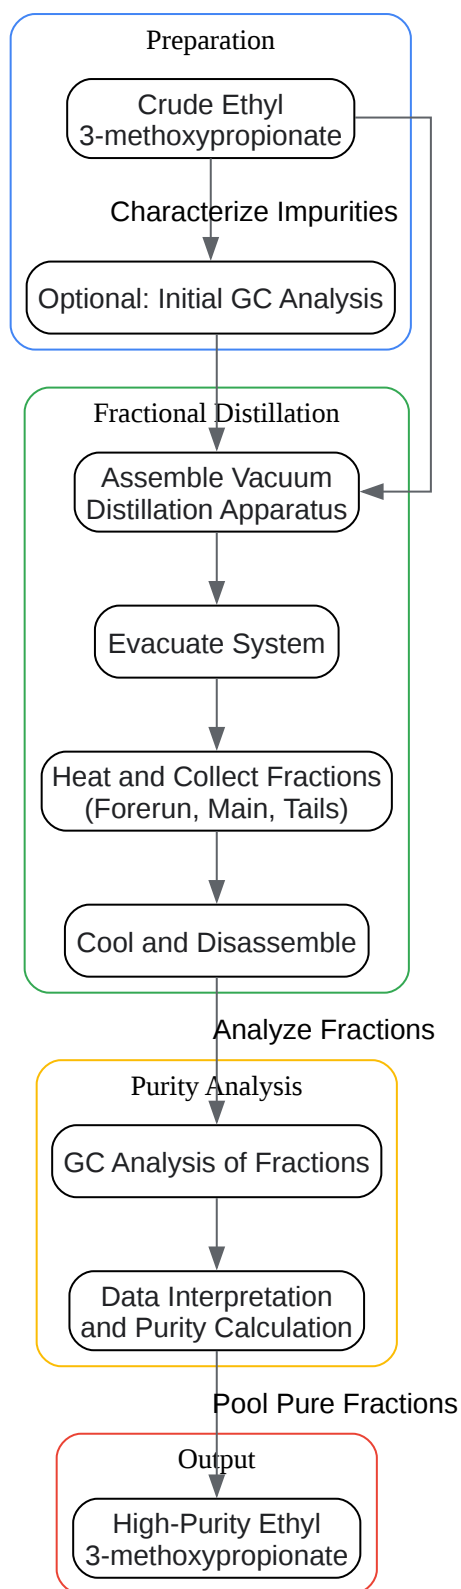 Preparation
Crude Ethyl
3-methoxypropionate
Characterize Impurities
Optional: Initial GC Analysis
Fractional Distillation
Assemble Vacuum
Distillation Apparatus
Evacuate System
Heat and Collect Fractions
(Forerun, Main, Tails)
Cool and Disassemble
Analyze Fractions
Purity Analysis
GC Analysis of Fractions
Data Interpretation
and Purity Calculation
Pool Pure Fractions
Output
High-Purity Ethyl
3-methoxypropionate